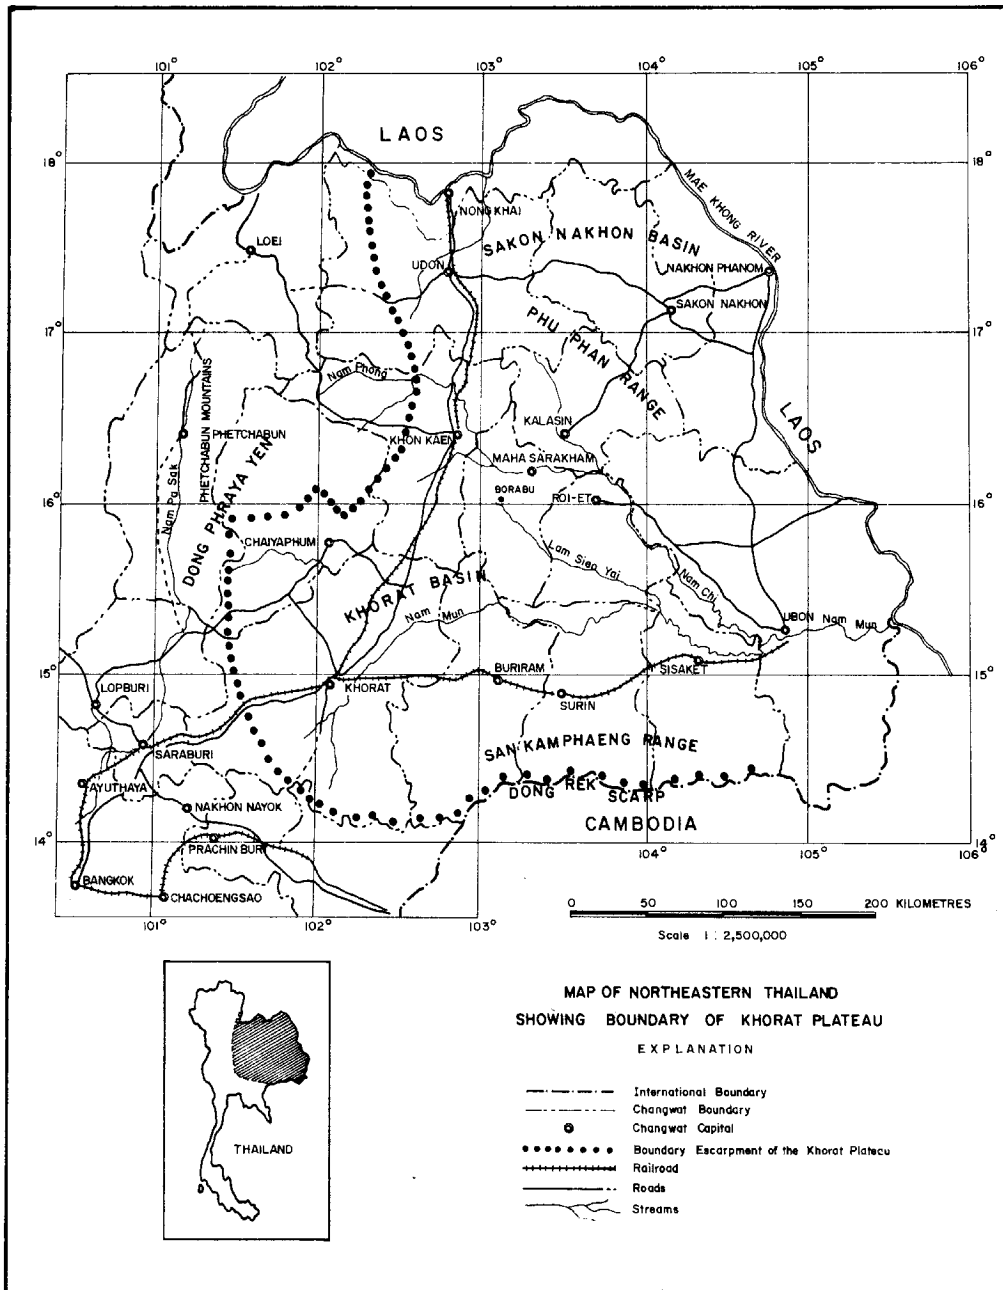 101° 102° 103° 104° 105° 106°
LAOS
18° 18°
MAE KHONG RIVER
NONG KHAI
LOEI
SAKON NAKHON BASIN
UDON
NAKHON PHANOM
SAKON NAKHON
17° 17°
PHU PHAN RANGE
Nam Phong
PHETCHABUN MOUNTAINS
LAOS
KALASIN
PHETCHABUN
KHON KAEN
MAHA SARAKHAM
Nam Pa Sak
DONG PHRAYA YEN
BORABU
ROI-ET
16° 16°
CHAIYAPHUM
Lam Siep Yai
Nam Chi
KHORAT BASIN
Nam Mun
UBON Nam Mun
BURIRAM
SISAKET
15° 15°
LOPBURI
KHORAT
SURIN
SARABURI
SAN KAMPHAENG RANGE
AYUTHAYA
DONG REK SCARP
NAKHON NAYOK
CAMBODIA
14° 104° 105° 14°
106°
PRACHIN BURI
BANGKOK
CHACHOENGSAO
101° 102° 103°
0 50 100 150 200 KILOMETRES
Scale 1 : 2,500,000
MAP OF NORTHEASTERN THAILAND
SHOWING BOUNDARY OF KHORAT PLATEAU
EXPLANATION
International Boundary
Changwat Boundary
Changwat Capital
Boundary Escarpment of the Khorat Plateau
Railroad
Roads
Streams
THAILAND